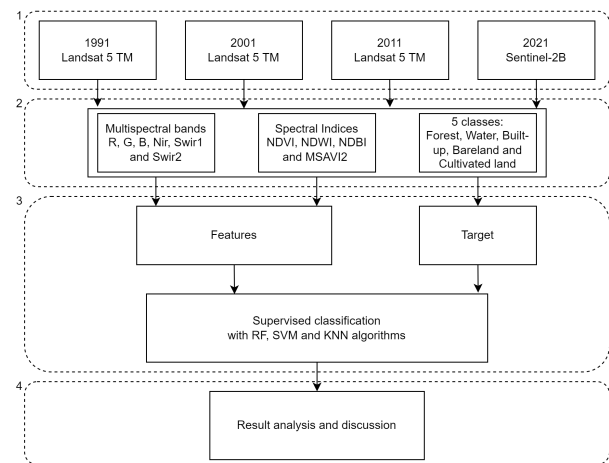 1
1991
Landsat 5 TM
2001
Landsat 5 TM
2011
Landsat 5 TM
2021
Sentinel-2B
2
Multispectral bands
R, G, B, Nir, Swir1
and Swir2
Spectral Indices
NDVI, NDWI, NDBI
and MSAVI2
5 classes:
Forest, Water, Built-
up, Bareland and
Cultivated land
3
Features
Target
Supervised classification
with RF, SVM and KNN algorithms
4
Result analysis and discussion